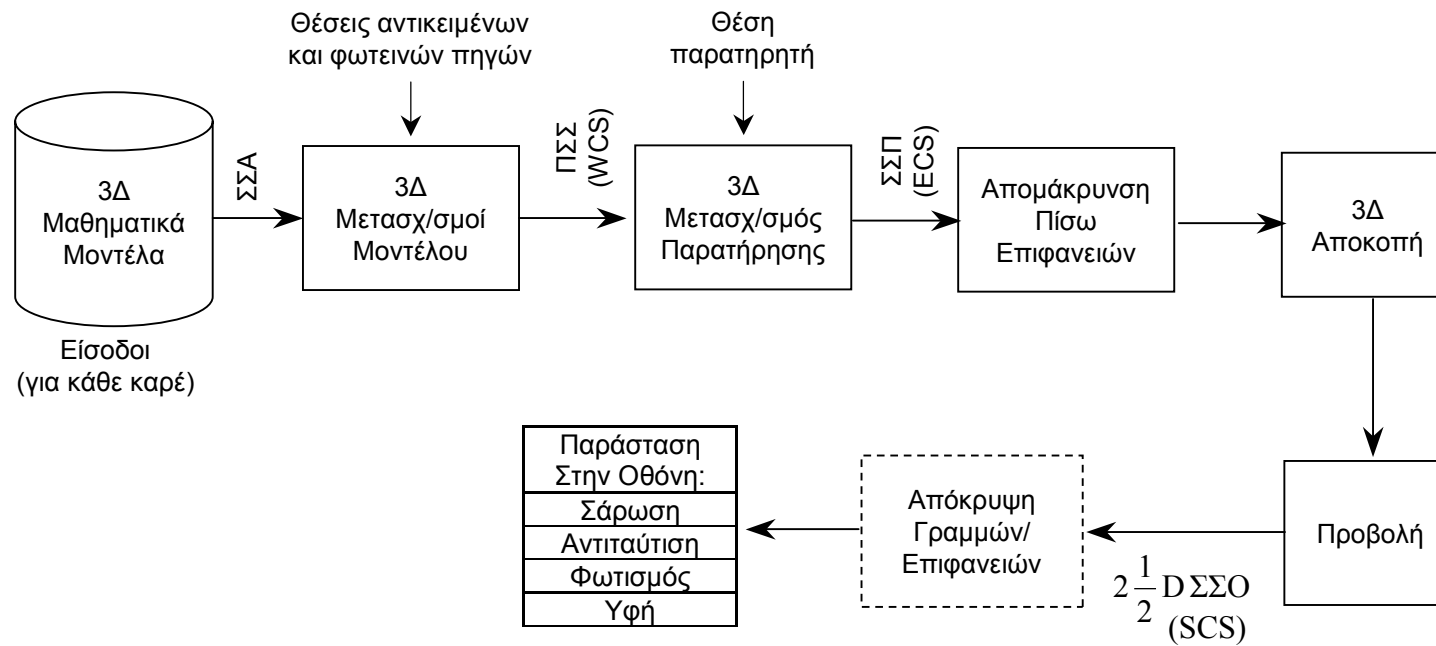 Θέσεις αντικειμένων
και φωτεινών πηγών
Θέση
παρατηρητή
3Δ
Μαθηματικά
Μοντέλα
ΣΣΑ
3Δ
Μετασχ/σμοί
Μοντέλου
ΠΣΣ
(WCS)
3Δ
Μετασχ/σμός
Παρατήρησης
ΣΣΠ
(ECS)
Απομάκρυνση
Πίσω
Επιφανειών
3Δ
Αποκοπή
Είσοδοι
(για κάθε καρέ)
Προβολή
2 1/2 D ΣΣΟ
(SCS)
Απόκρυψη
Γραμμών/
Επιφανειών
Παράσταση
Στην Οθόνη:
Σάρωση
Αντιταύτιση
Φωτισμός
Υφή